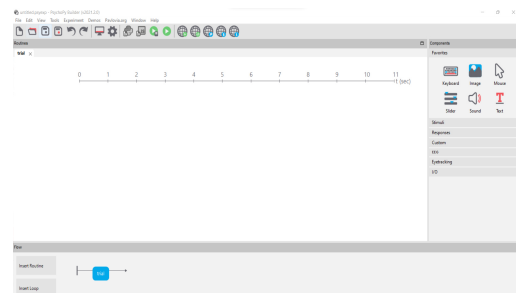 untitled.psyexp - PsychoPy Builder (v2021.2.0)
File Edit View Tools Experiment Demos Pavlovia.org Window Help
Routines
trial ×
Components
Favorites
0 1 2 3 4 5 6 7 8 9 10 11
(sec)
Keyboard Image Mouse
Slider Sound Text
Stimuli
Responses
Custom
EEG
Eyetracking
I/O
Flow
Insert Routine
trial
Insert Loop